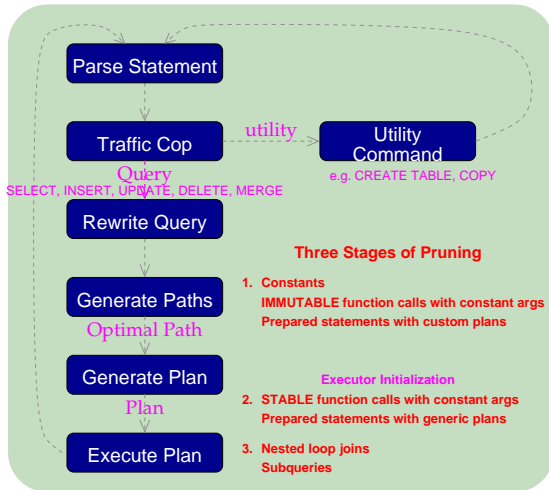 Parse Statement
Traffic Cop
utility
Utility
Command
Query
SELECT, INSERT, UPDATE, DELETE, MERGE
e.g. CREATE TABLE, COPY
Rewrite Query
Three Stages of Pruning
Generate Paths
1. Constants
IMMUTABLE function calls with constant args
Prepared statements with custom plans
Optimal Path
Generate Plan
Executor Initialization
Plan
2. STABLE function calls with constant args
Prepared statements with generic plans
Execute Plan
3. Nested loop joins
Subqueries